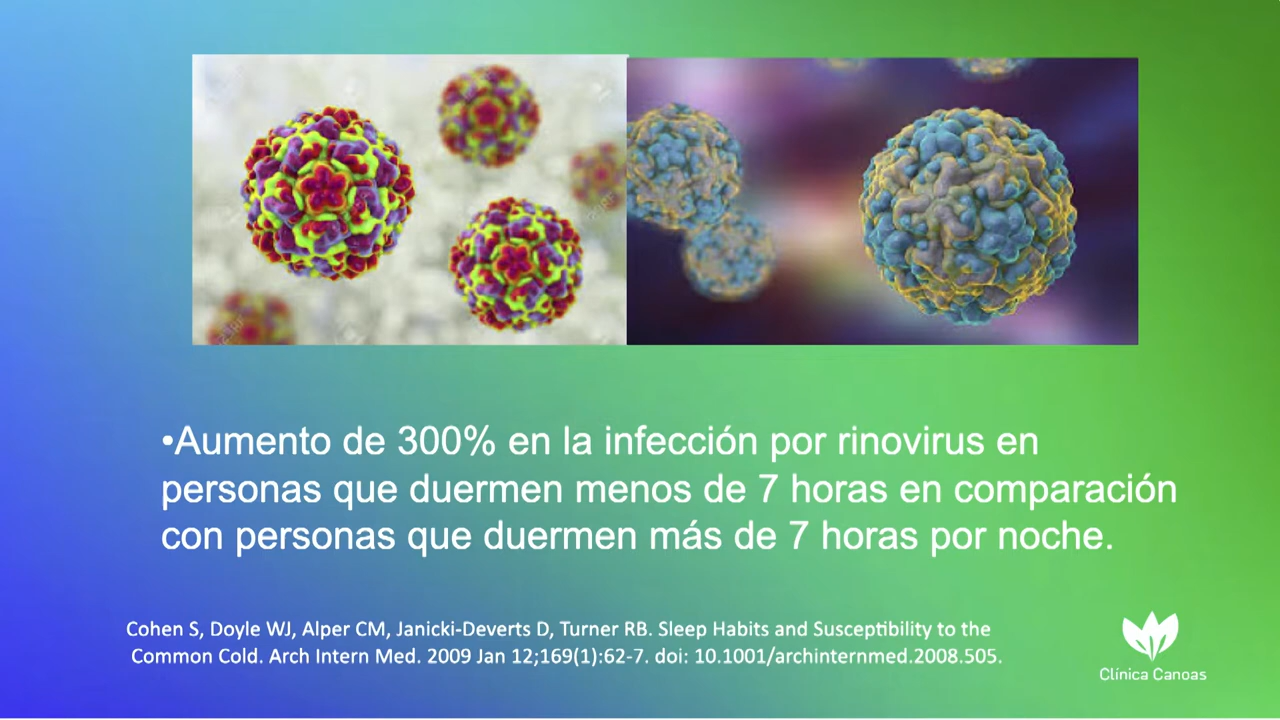 •Aumento de 300% en la infección por rinovirus en
personas que duermen menos de 7 horas en comparación
con personas que duermen más de 7 horas por noche.
Cohen S, Doyle WJ, Alper CM, Janicki-Deverts D, Turner RB. Sleep Habits and Susceptibility to the
Common Cold. Arch Intern Med. 2009 Jan 12;169(1):62-7. doi: 10.1001/archinternmed.2008.505.
Clínica Canoas